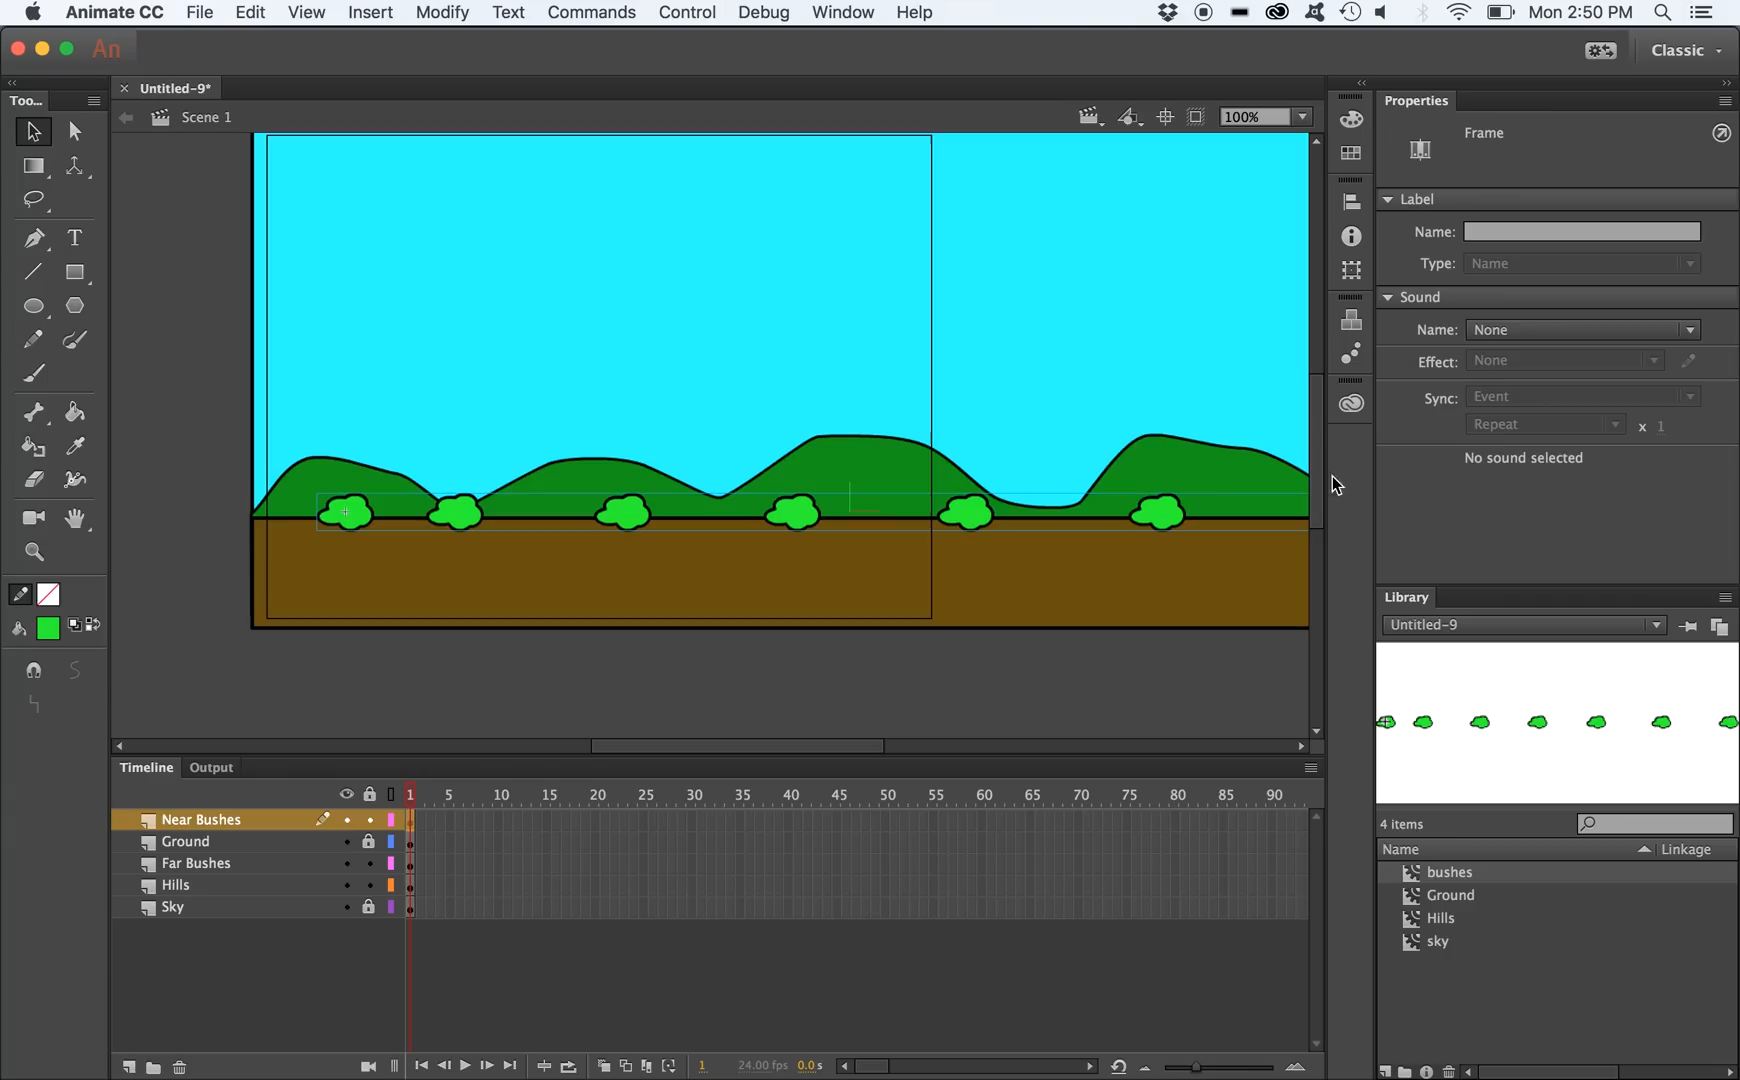 Animate CC File Edit View Insert Modify Text Commands Control Debug Window Help Mon 2:50 PM
An Classic
Too... Untitled-9* Properties
Scene 1 100%
Frame
Label
Name:
Type: Name
Sound
Name: None
Effect: None
Sync: Event
Repeat x 1
No sound selected
T
Library
Untitled-9
Timeline Output
1 5 10 15 20 25 30 35 40 45 50 55 60 65 70 75 80 85 90
Near Bushes
Ground
Far Bushes
Hills
Sky
4 items
Name Linkage
bushes
Ground
Hills
sky
1 24.00 fps 0.0 s